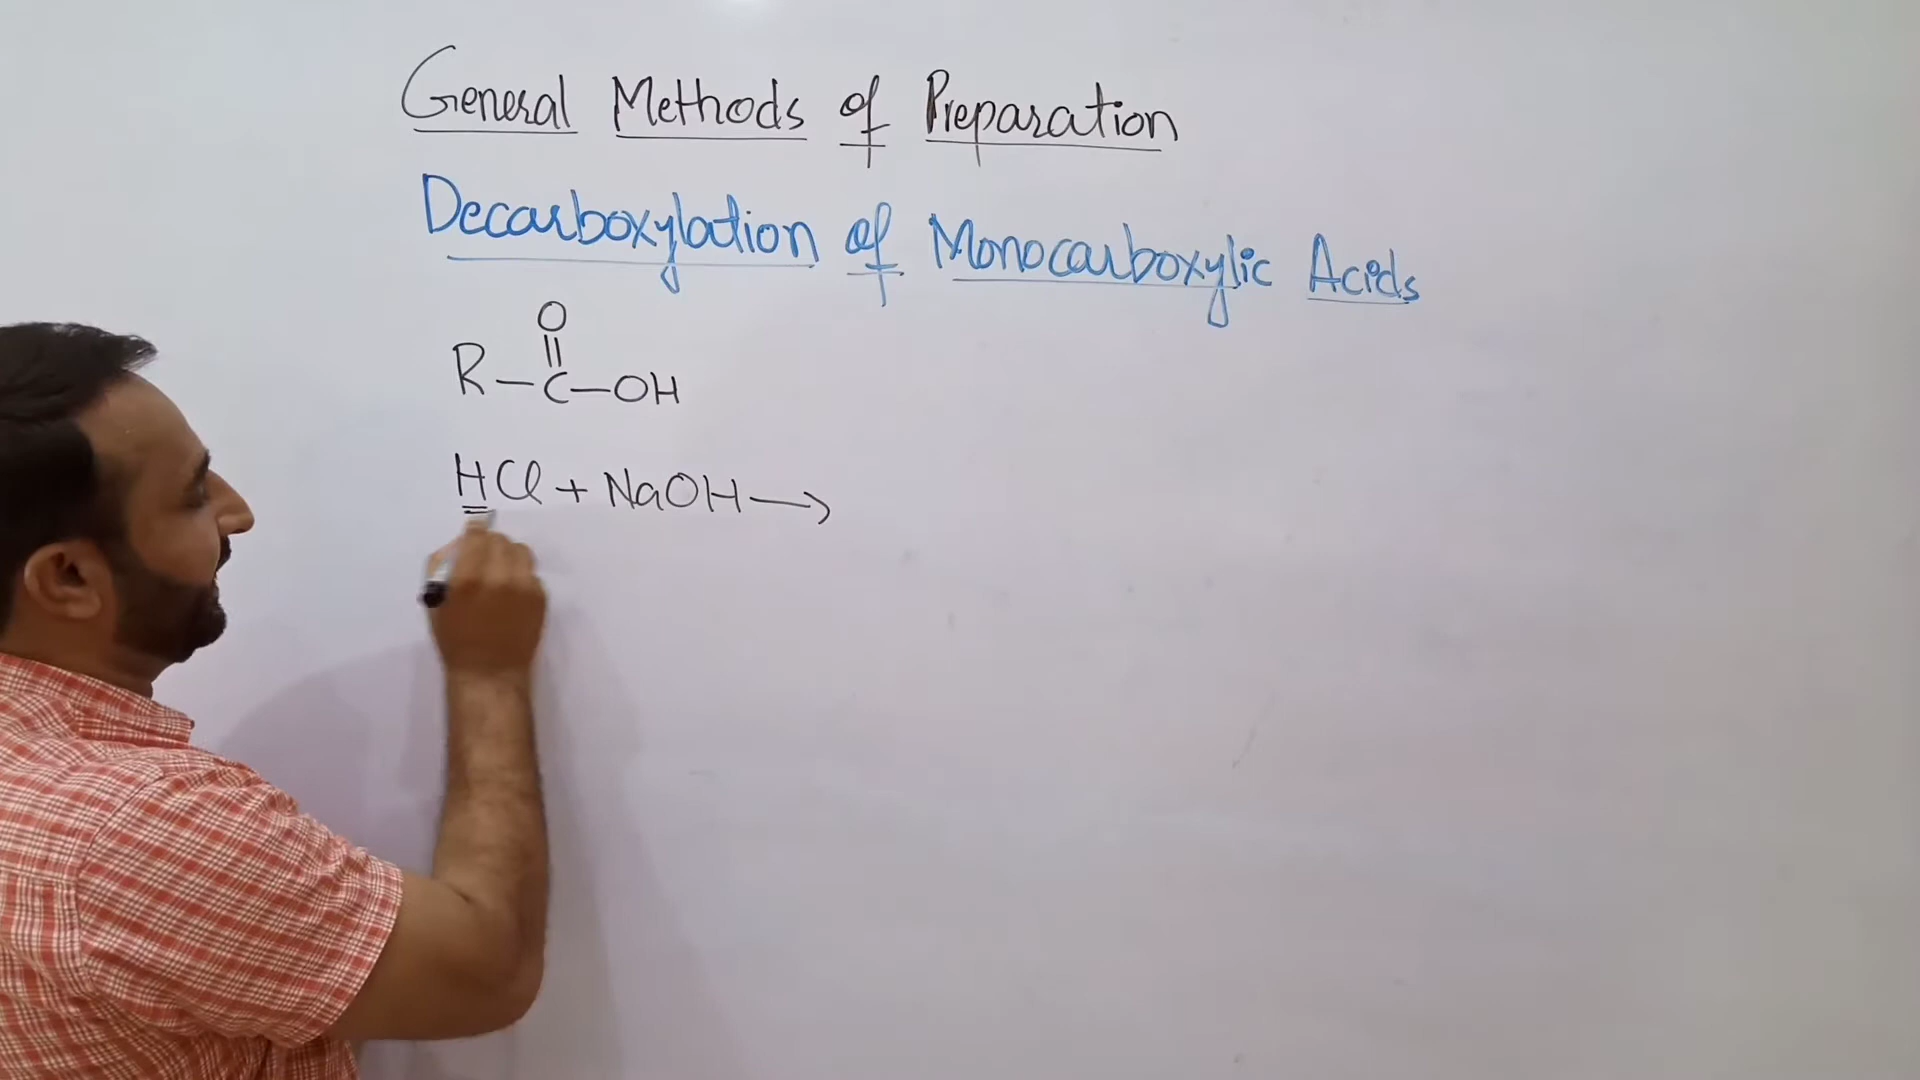 General Methods of Preparation
Decarboxylation of Monocarboxylic Acids
O
||
R—C—OH
HCl + NaOH →